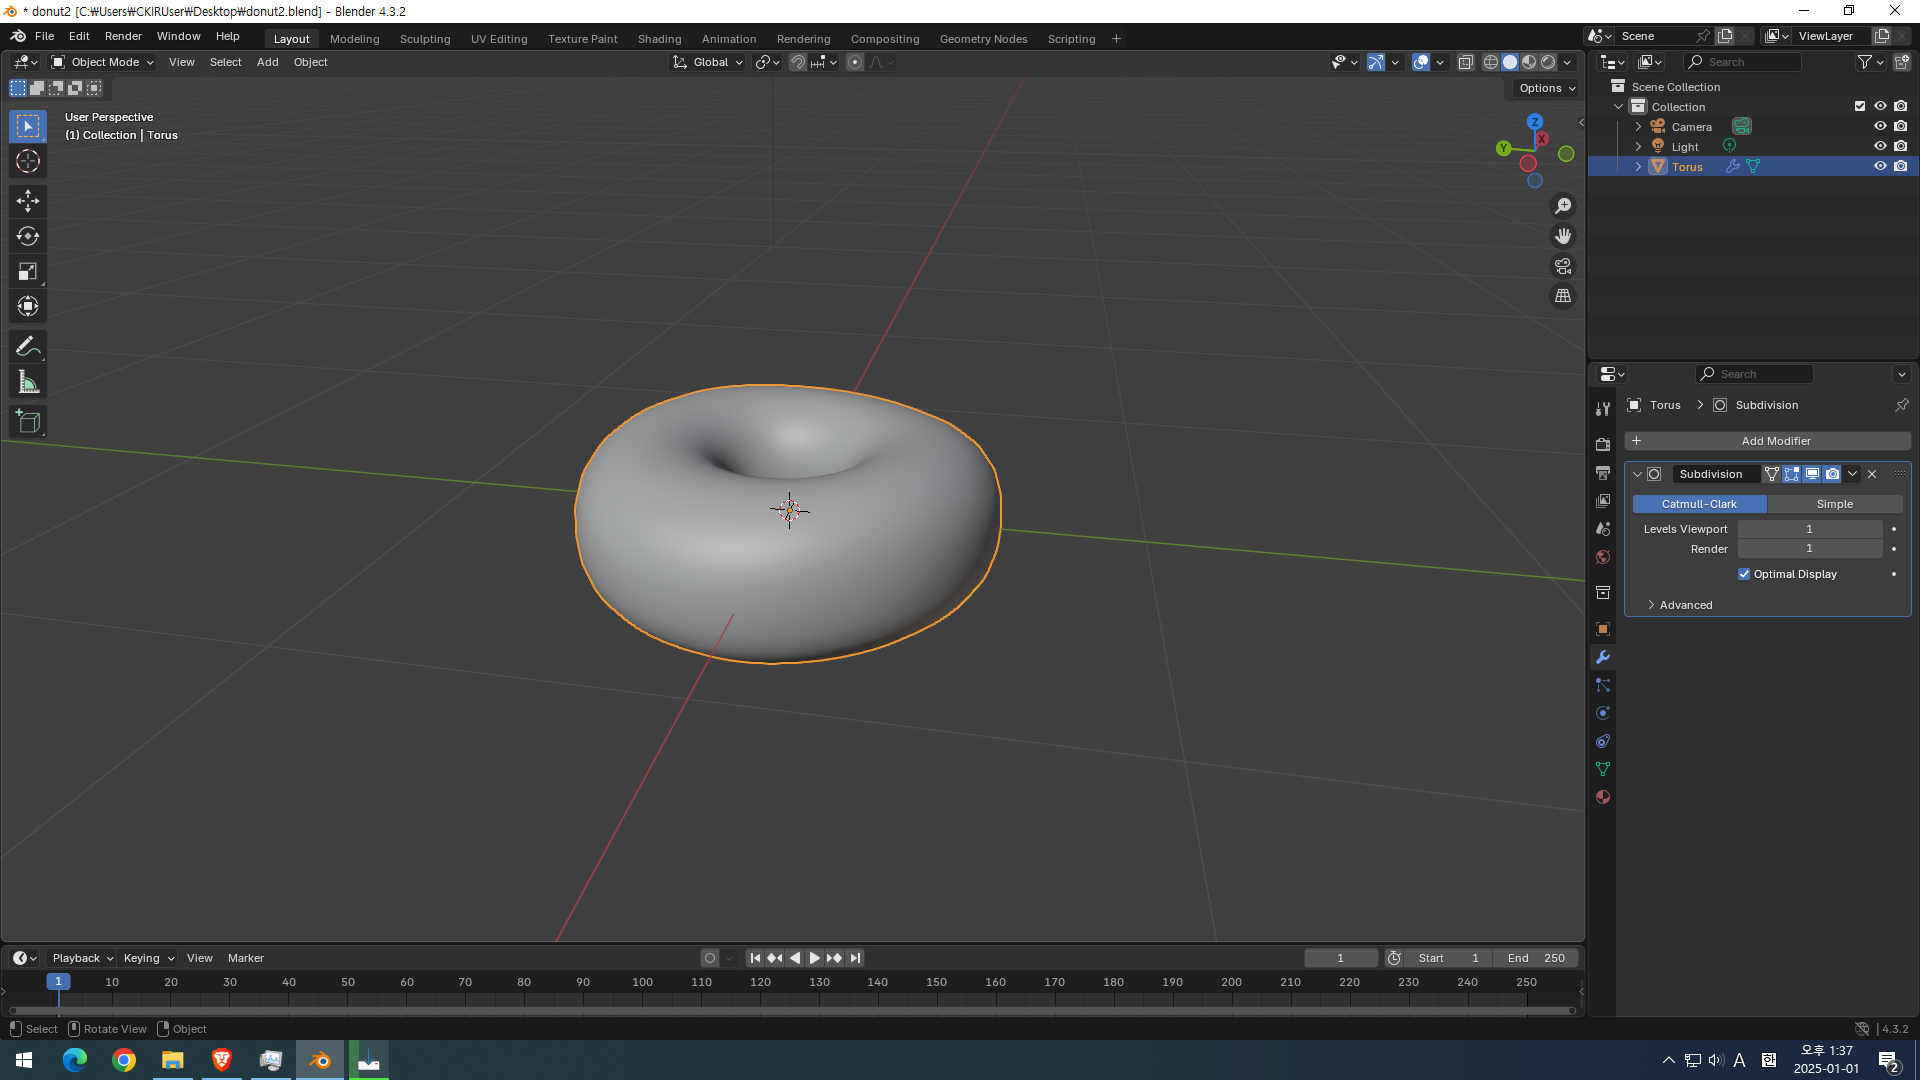 * donut2 [C:₩Users₩CKIRUser₩Desktop₩donut2.blend] - Blender 4.3.2
File Edit Render Window Help Layout Modeling Sculpting UV Editing Texture Paint Shading Animation Rendering Compositing Geometry Nodes Scripting + Scene ViewLayer
Object Mode View Select Add Object Global Search
Options
User Perspective
(1) Collection | Torus
Z
X
Y
Scene Collection
Collection
Camera
Light
Torus
Search
Torus > Subdivision
+ Add Modifier
Subdivision
Catmull-Clark Simple
Levels Viewport 1
Render 1
Optimal Display
Advanced
Playback Keying View Marker 1 Start 1 End 250
1 10 20 30 40 50 60 70 80 90 100 110 120 130 140 150 160 170 180 190 200 210 220 230 240 250
Select Rotate View Object 4.3.2
A 오후 1:37
2025-01-01
2